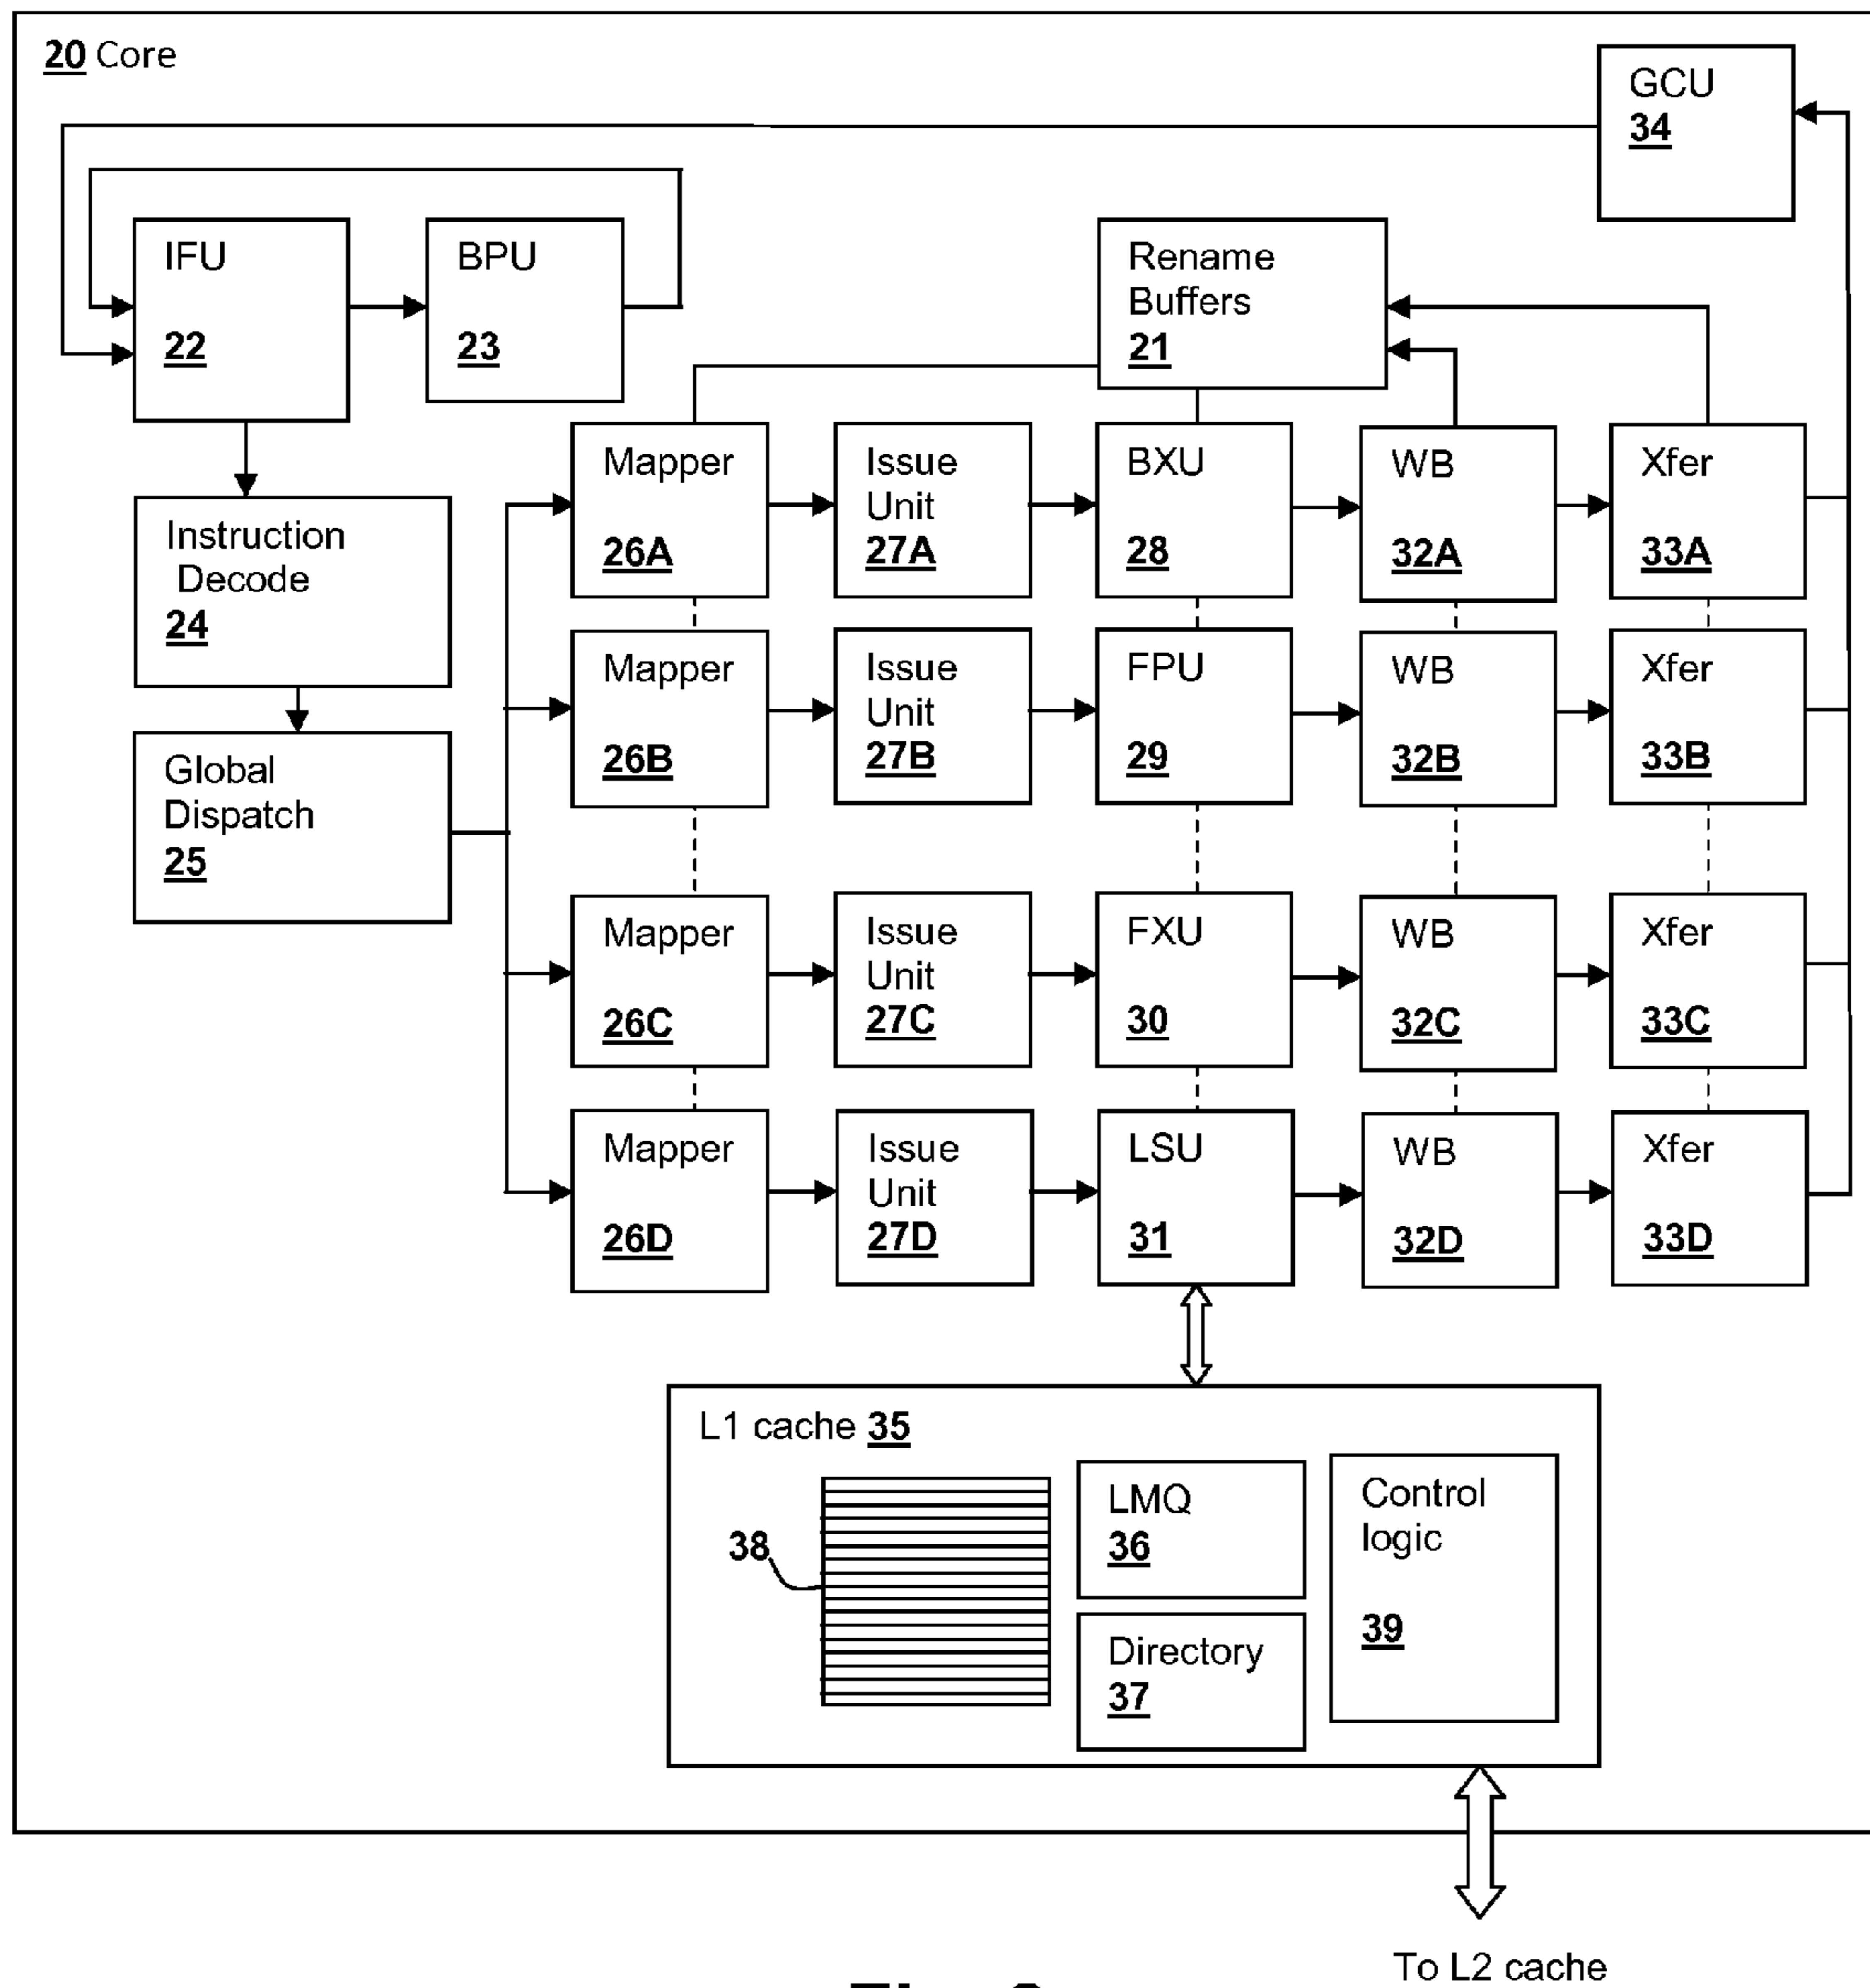 20 Core
GCU
34
IFU
22
BPU
23
Rename
Buffers
21
Instruction
Decode
24
Global
Dispatch
25
Mapper
26A
Issue
Unit
27A
BXU
28
WB
32A
Xfer
33A
Mapper
26B
Issue
Unit
27B
FPU
29
WB
32B
Xfer
33B
Mapper
26C
Issue
Unit
27C
FXU
30
WB
32C
Xfer
33C
Mapper
26D
Issue
Unit
27D
LSU
31
WB
32D
Xfer
33D
L1 cache 35
38
LMQ
36
Directory
37
Control
logic
39
To L2 cache